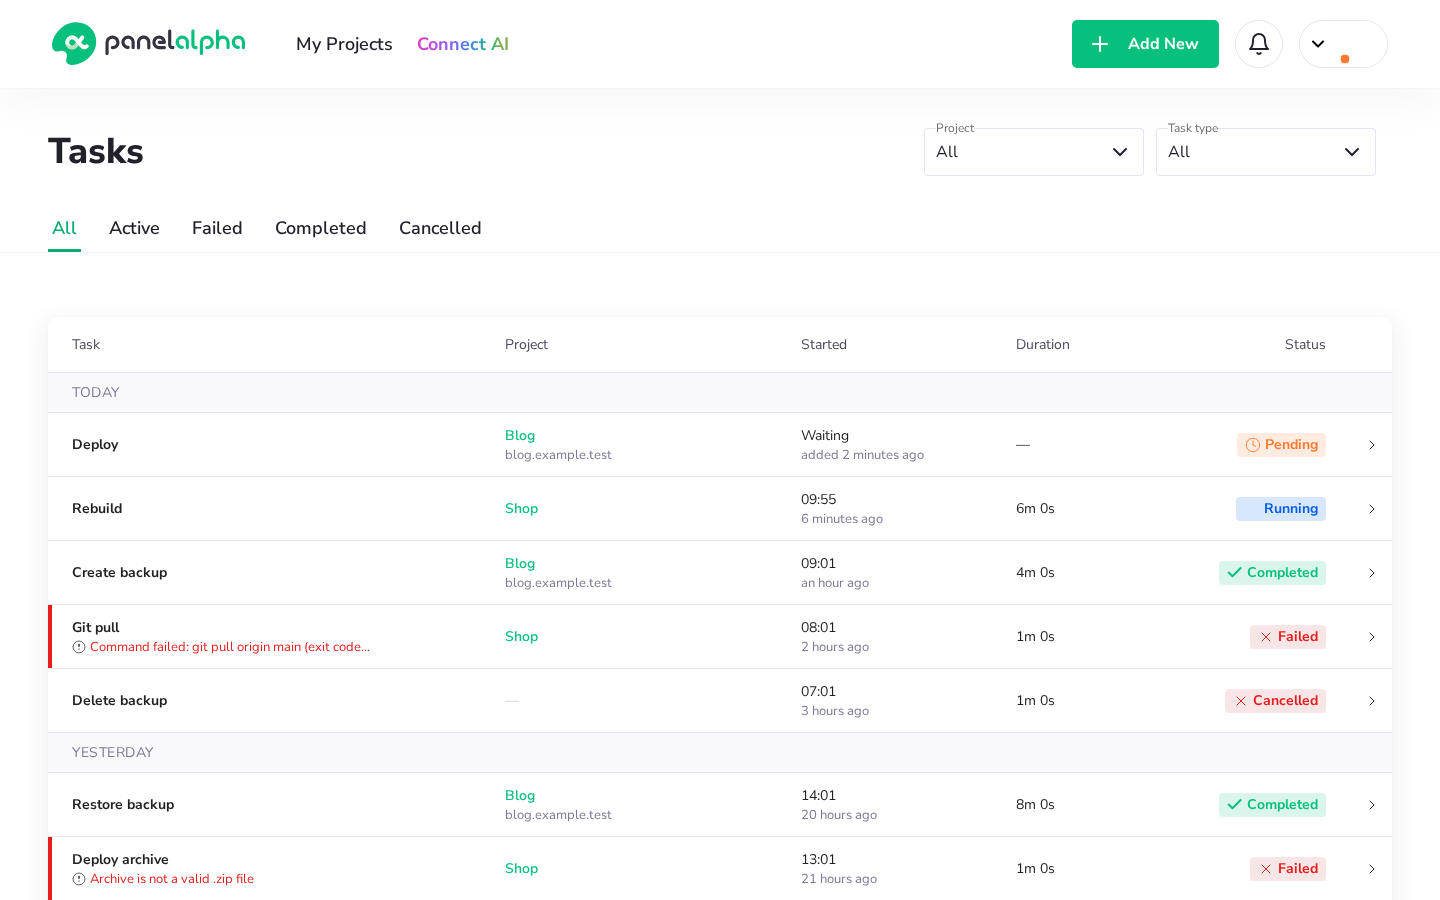 panelalpha
My Projects
Connect AI
Add New
Tasks
Project
All
Task type
All
All
Active
Failed
Completed
Cancelled
Task
Project
Started
Duration
Status
TODAY
Deploy
Blog
blog.example.test
Waiting
added 2 minutes ago
—
Pending
Rebuild
Shop
09:55
6 minutes ago
6m 0s
Running
Create backup
Blog
blog.example.test
09:01
an hour ago
4m 0s
Completed
Git pull
Command failed: git pull origin main (exit code...
Shop
08:01
2 hours ago
1m 0s
Failed
Delete backup
—
07:01
3 hours ago
1m 0s
Cancelled
YESTERDAY
Restore backup
Blog
blog.example.test
14:01
20 hours ago
8m 0s
Completed
Deploy archive
Archive is not a valid .zip file
Shop
13:01
21 hours ago
1m 0s
Failed